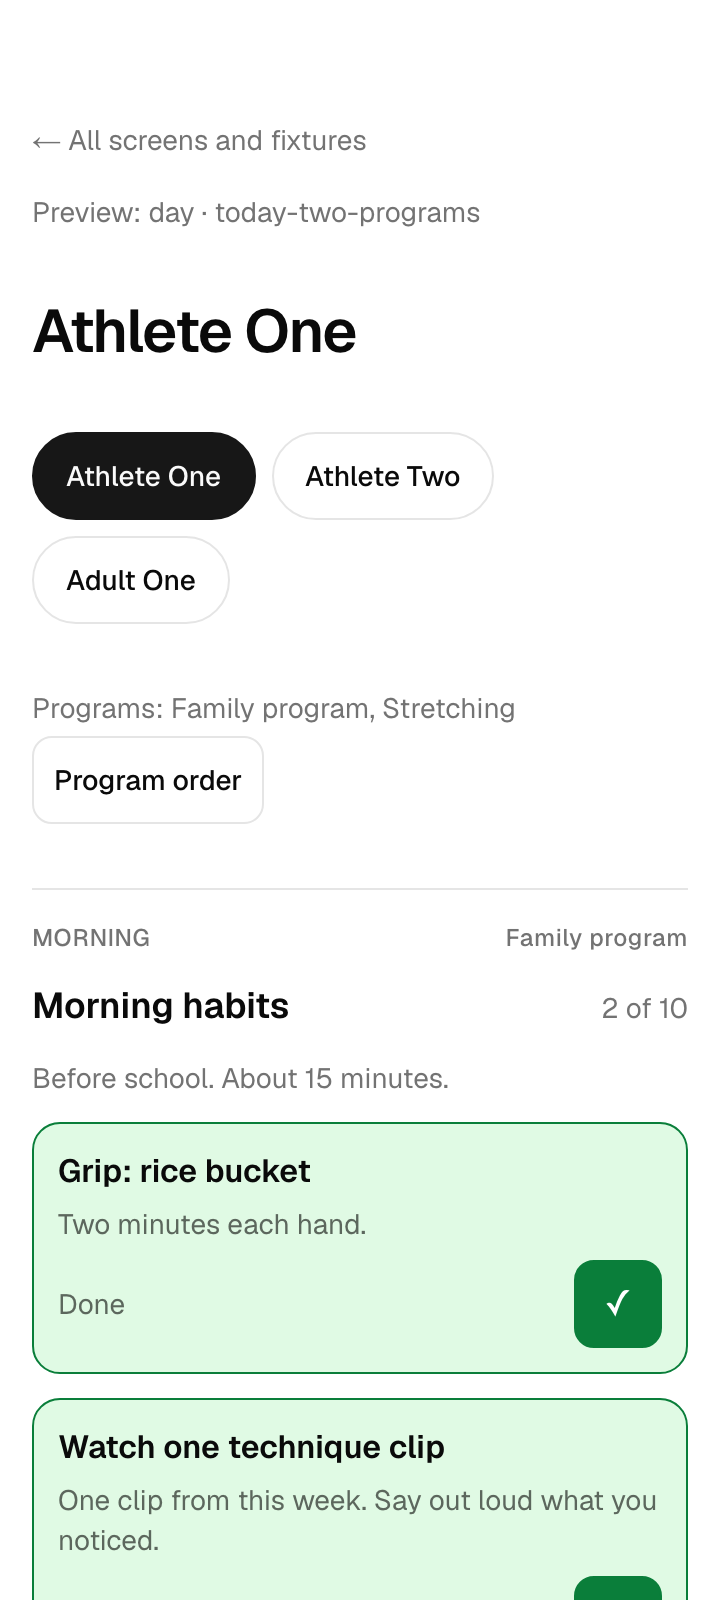 ← All screens and fixtures
Preview: day · today-two-programs
Athlete One
Athlete One
Athlete Two
Adult One
Programs: Family program, Stretching
Program order
MORNING
Family program
Morning habits
2 of 10
Before school. About 15 minutes.
Grip: rice bucket
Two minutes each hand.
Done
✓
Watch one technique clip
One clip from this week. Say out loud what you
noticed.